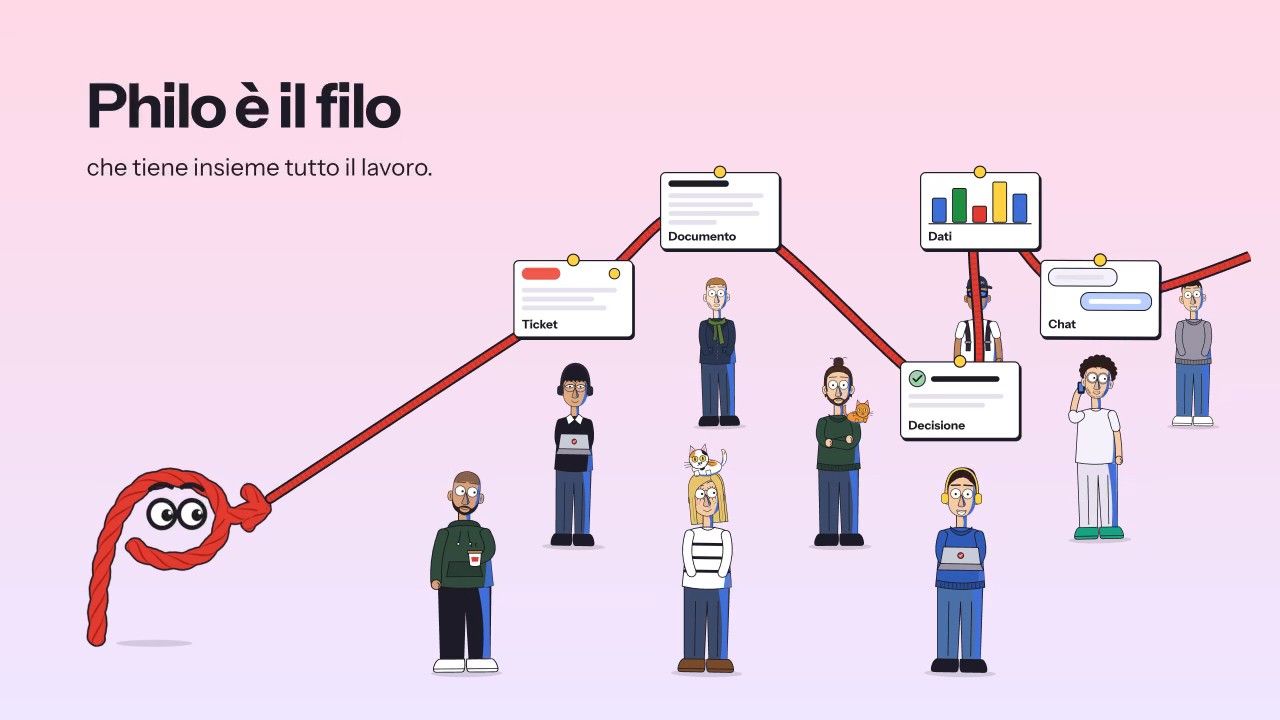 Philo è il filo
che tiene insieme tutto il lavoro.
Documento
Dati
Ticket
Chat
Decisione